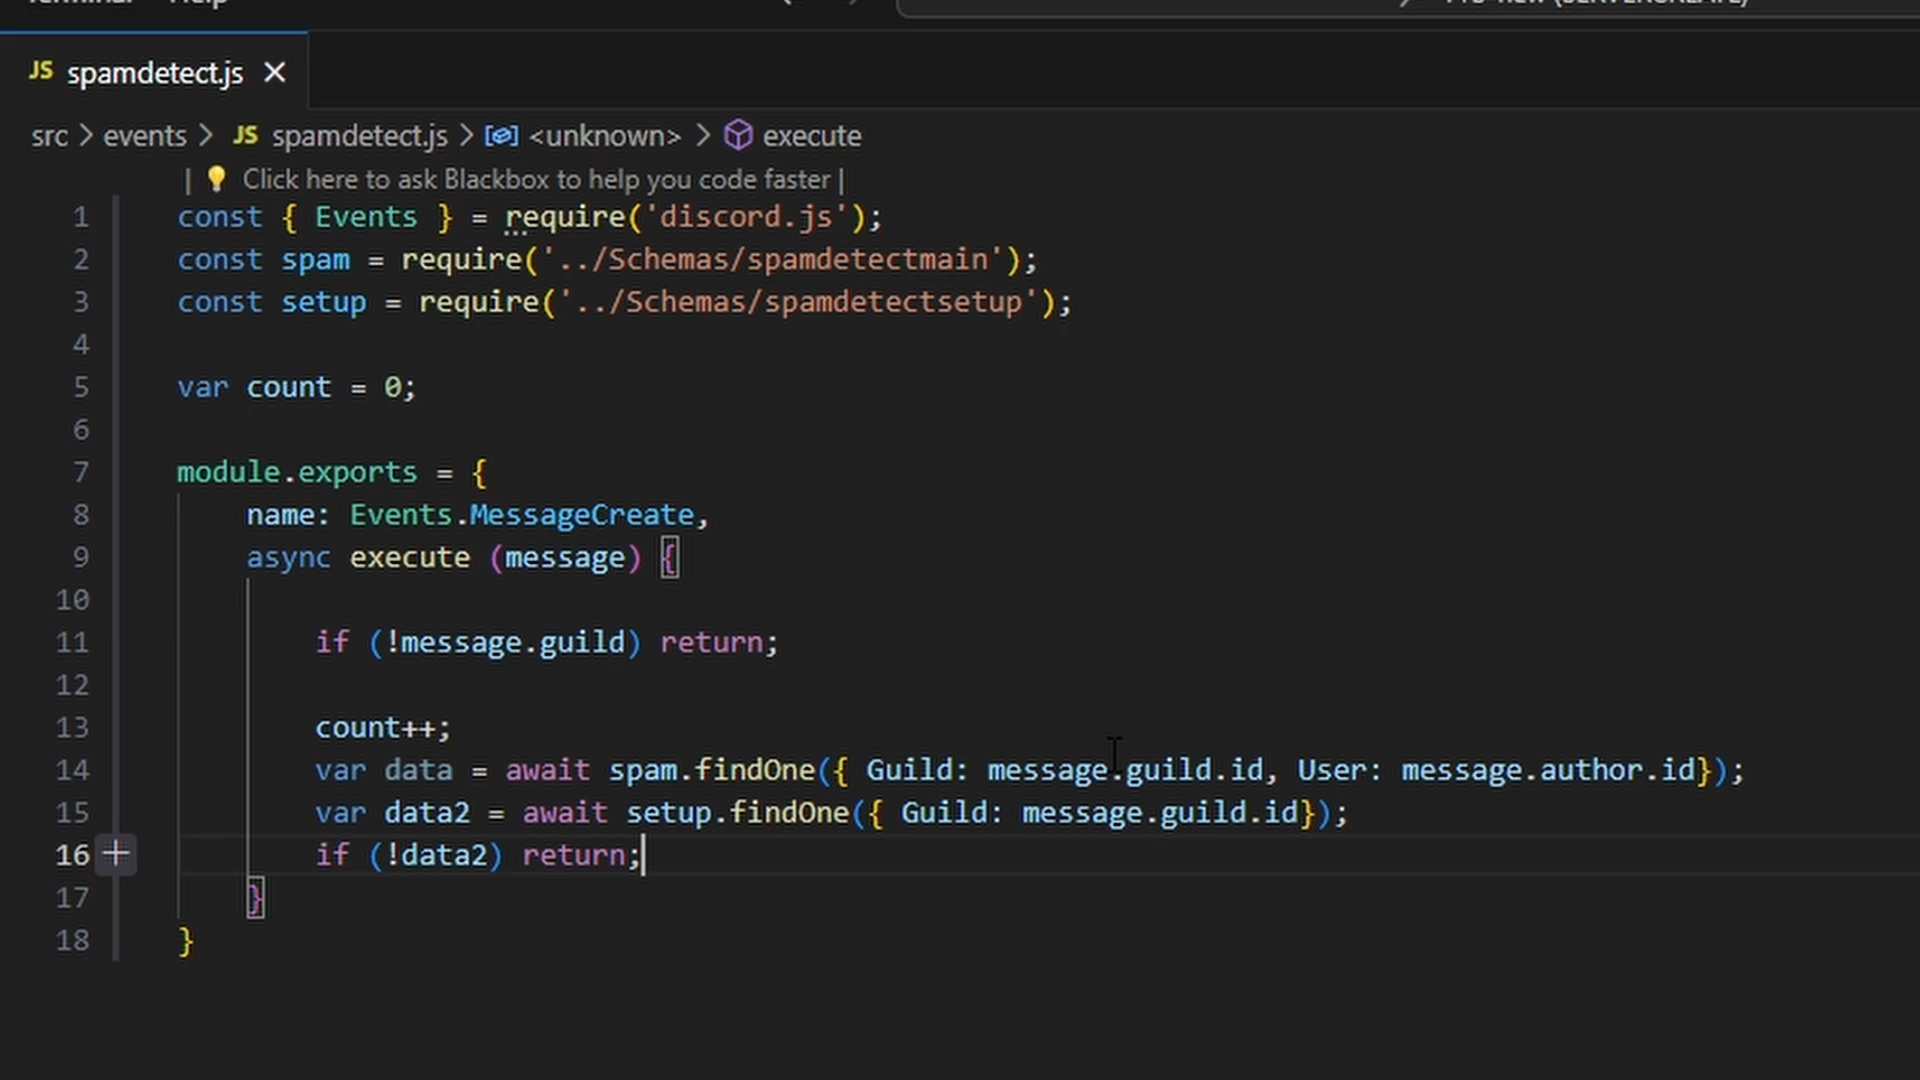 Terminal Help
JS spamdetect.js
src > events > JS spamdetect.js > <unknown> > execute
| 💡 Click here to ask Blackbox to help you code faster |
1 const { Events } = require('discord.js');
2 const spam = require('../Schemas/spamdetectmain');
3 const setup = require('../Schemas/spamdetectsetup');
4
5 var count = 0;
6
7 module.exports = {
8 name: Events.MessageCreate,
9 async execute (message) {
10
11 if (!message.guild) return;
12
13 count++;
14 var data = await spam.findOne({ Guild: message.guild.id, User: message.author.id});
15 var data2 = await setup.findOne({ Guild: message.guild.id});
16 if (!data2) return;
17 }
18 }